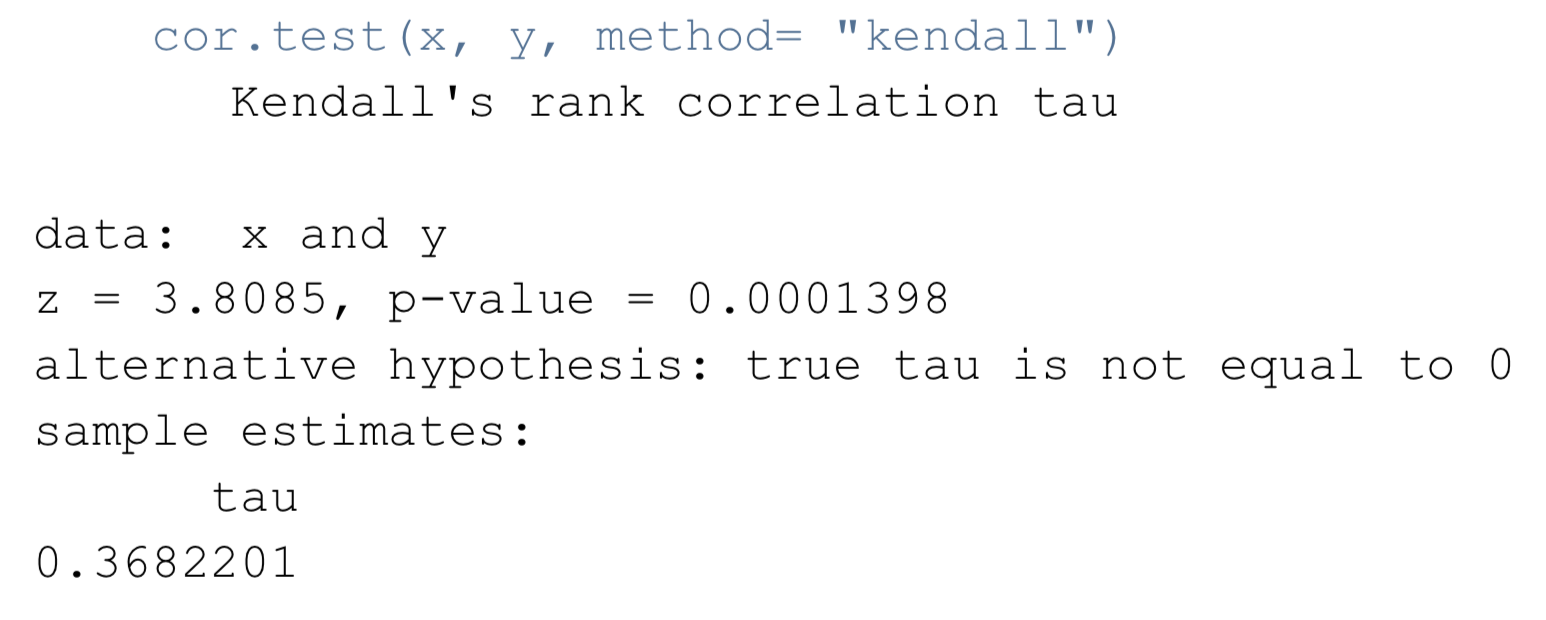 cor.test(x, y, method= "kendall")
Kendall's rank correlation tau
data:  x and y
z = 3.8085, p-value = 0.0001398
alternative hypothesis: true tau is not equal to 0
sample estimates:
tau
0.3682201